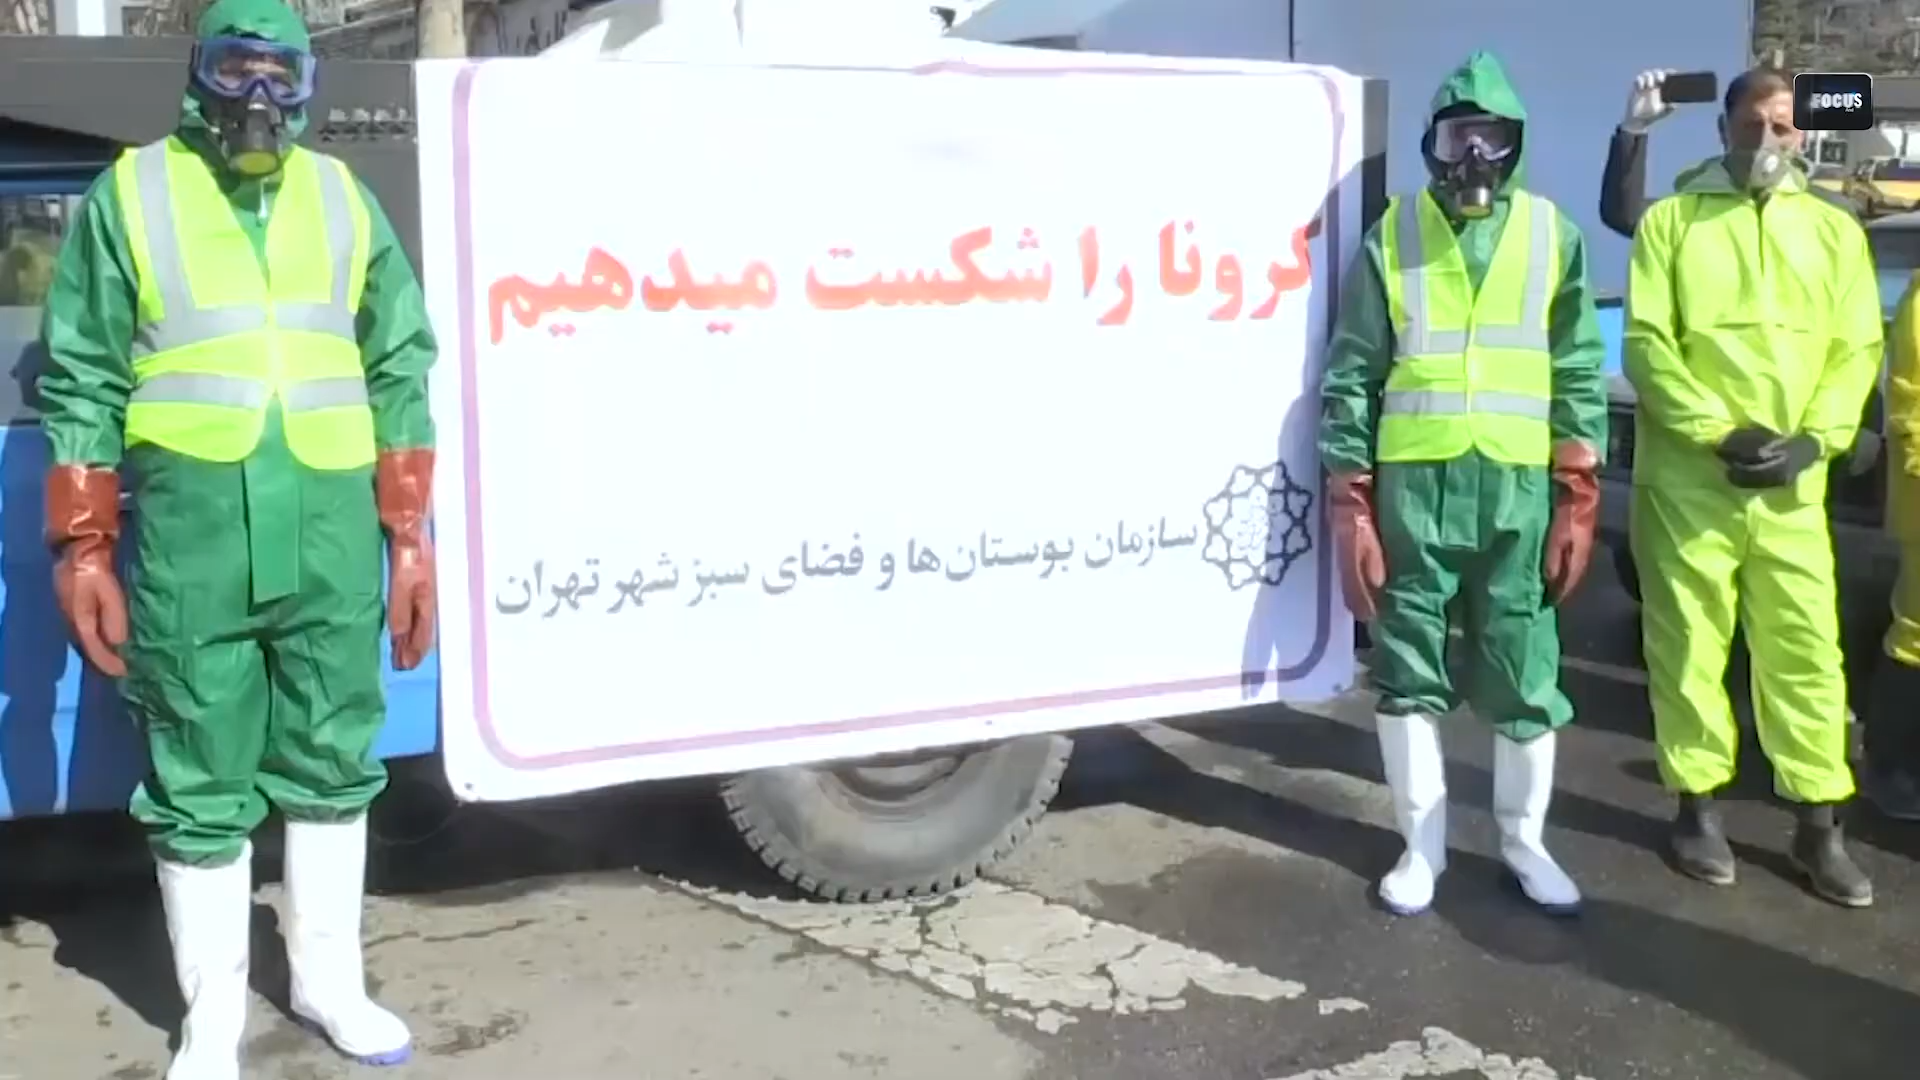 کرونا را شکست میدهیم
سازمان بوستان‌ها و فضای سبز شهر تهران
FOCUS